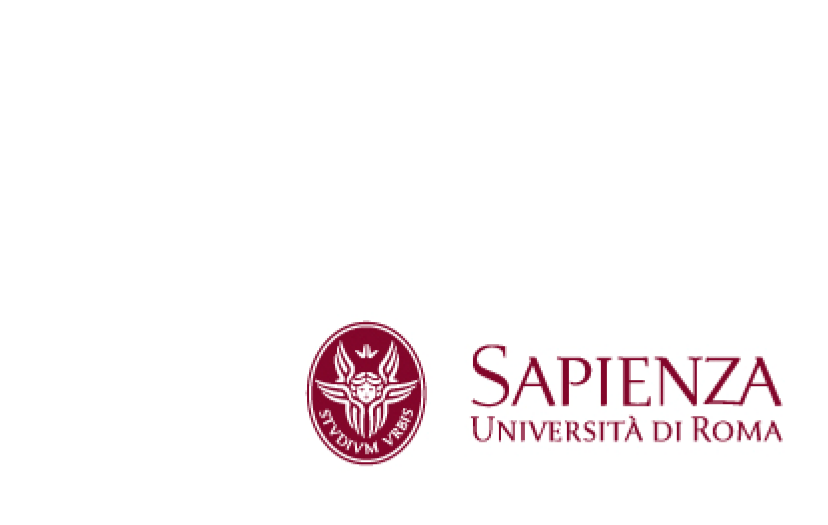 STVDIVM VRBIS
SAPIENZA
UNIVERSITÀ DI ROMA